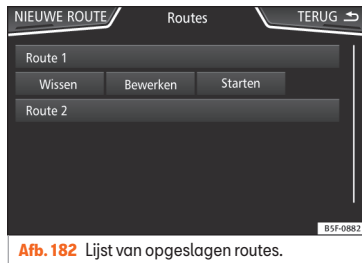 NIEUWE ROUTE Routes TERUG
Route 1
Wissen Bewerken Starten
Route 2
B5F-0882
Afb. 182 Lijst van opgeslagen routes.